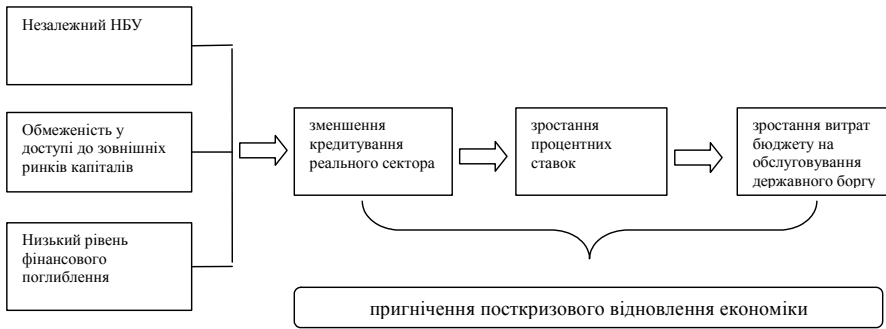 Незалежний НБУ
Обмеженість у
доступі до зовнішніх
ринків капіталів
Низький рівень
фінансового
поглиблення
зменшення
кредитування
реального сектора
зростання
процентних
ставок
зростання витрат
бюджету на
обслуговування
державного боргу
пригнічення посткризового відновлення економіки